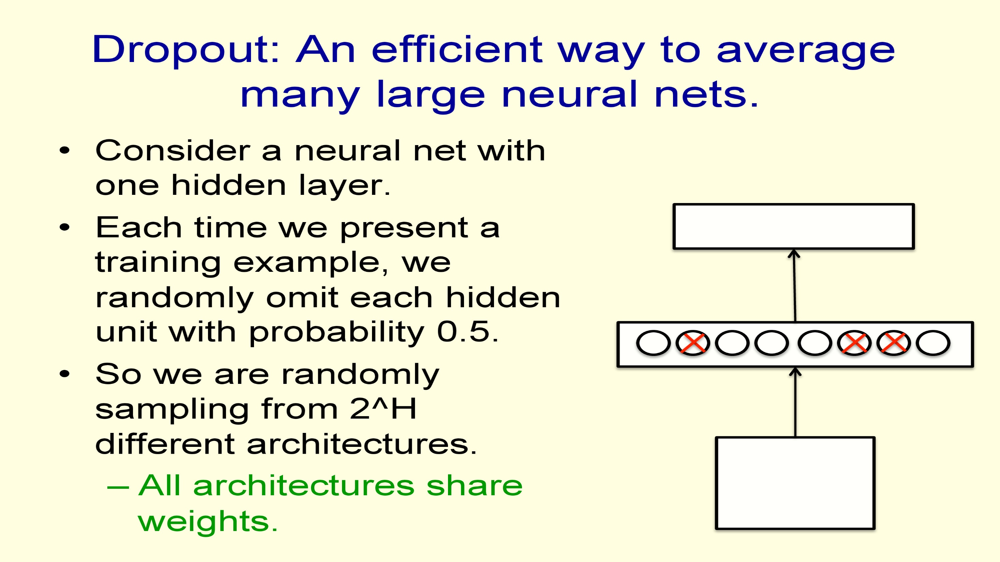 Dropout: An efficient way to average
many large neural nets.
• Consider a neural net with
one hidden layer.
• Each time we present a
training example, we
randomly omit each hidden
unit with probability 0.5.
• So we are randomly
sampling from 2^H
different architectures.
– All architectures share
weights.